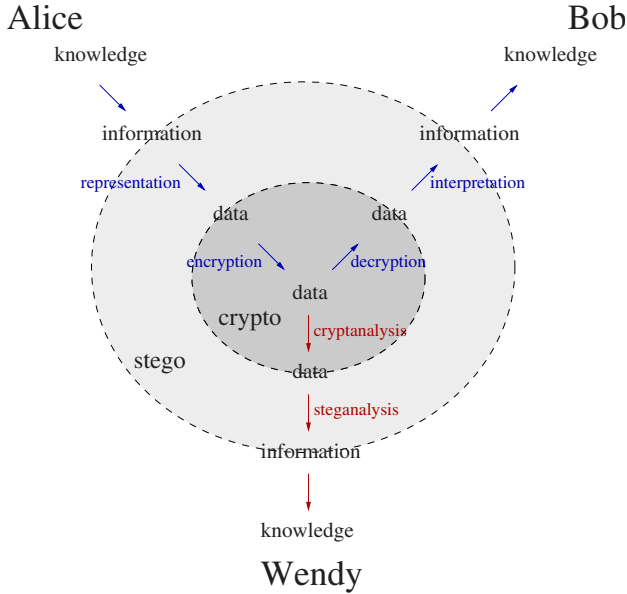 Alice
Bob
knowledge
knowledge
information
information
representation
interpretation
data
data
encryption
decryption
data
crypto
cryptanalysis
stego
data
steganalysis
information
knowledge
Wendy